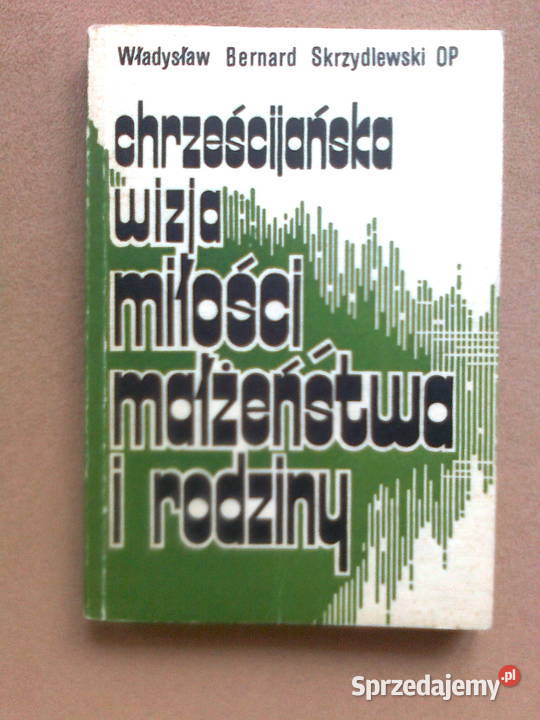 Władysław Bernard Skrzydlewski OP
chrześcijańska
wizja
miłości
małżeństwa
i rodziny
Sprzedajemy.pl